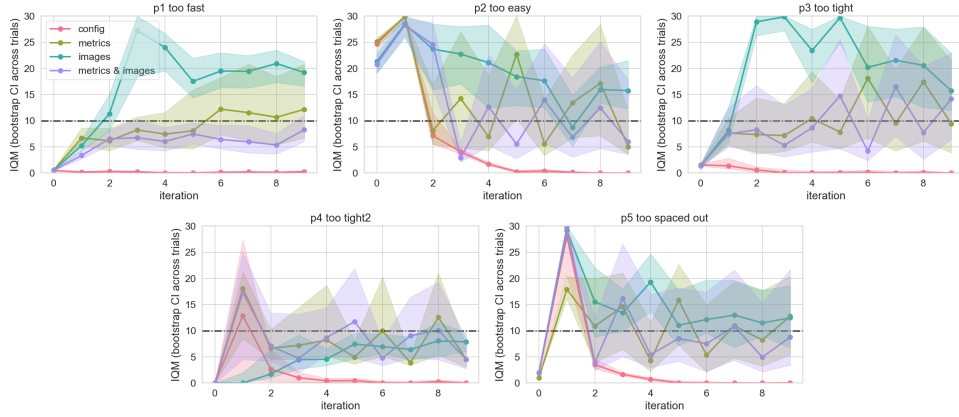 p1 too fast
IQM (bootstrap CI across trials)
30
25
20
15
10
5
0
config
metrics
images
metrics & images
0 2 4 6 8
iteration
p2 too easy
IQM (bootstrap CI across trials)
30
25
20
15
10
5
0
0 2 4 6 8
iteration
p3 tight
IQM (bootstrap CI across trials)
30
25
20
15
10
5
0
0 2 4 6 8
iteration
p4 too tight2
IQM (bootstrap CI across trials)
30
25
20
15
10
5
0
0 2 4 6 8
iteration
p5 too spaced out
IQM (bootstrap CI across trials)
30
25
20
15
10
5
0
0 2 4 6 8
iteration